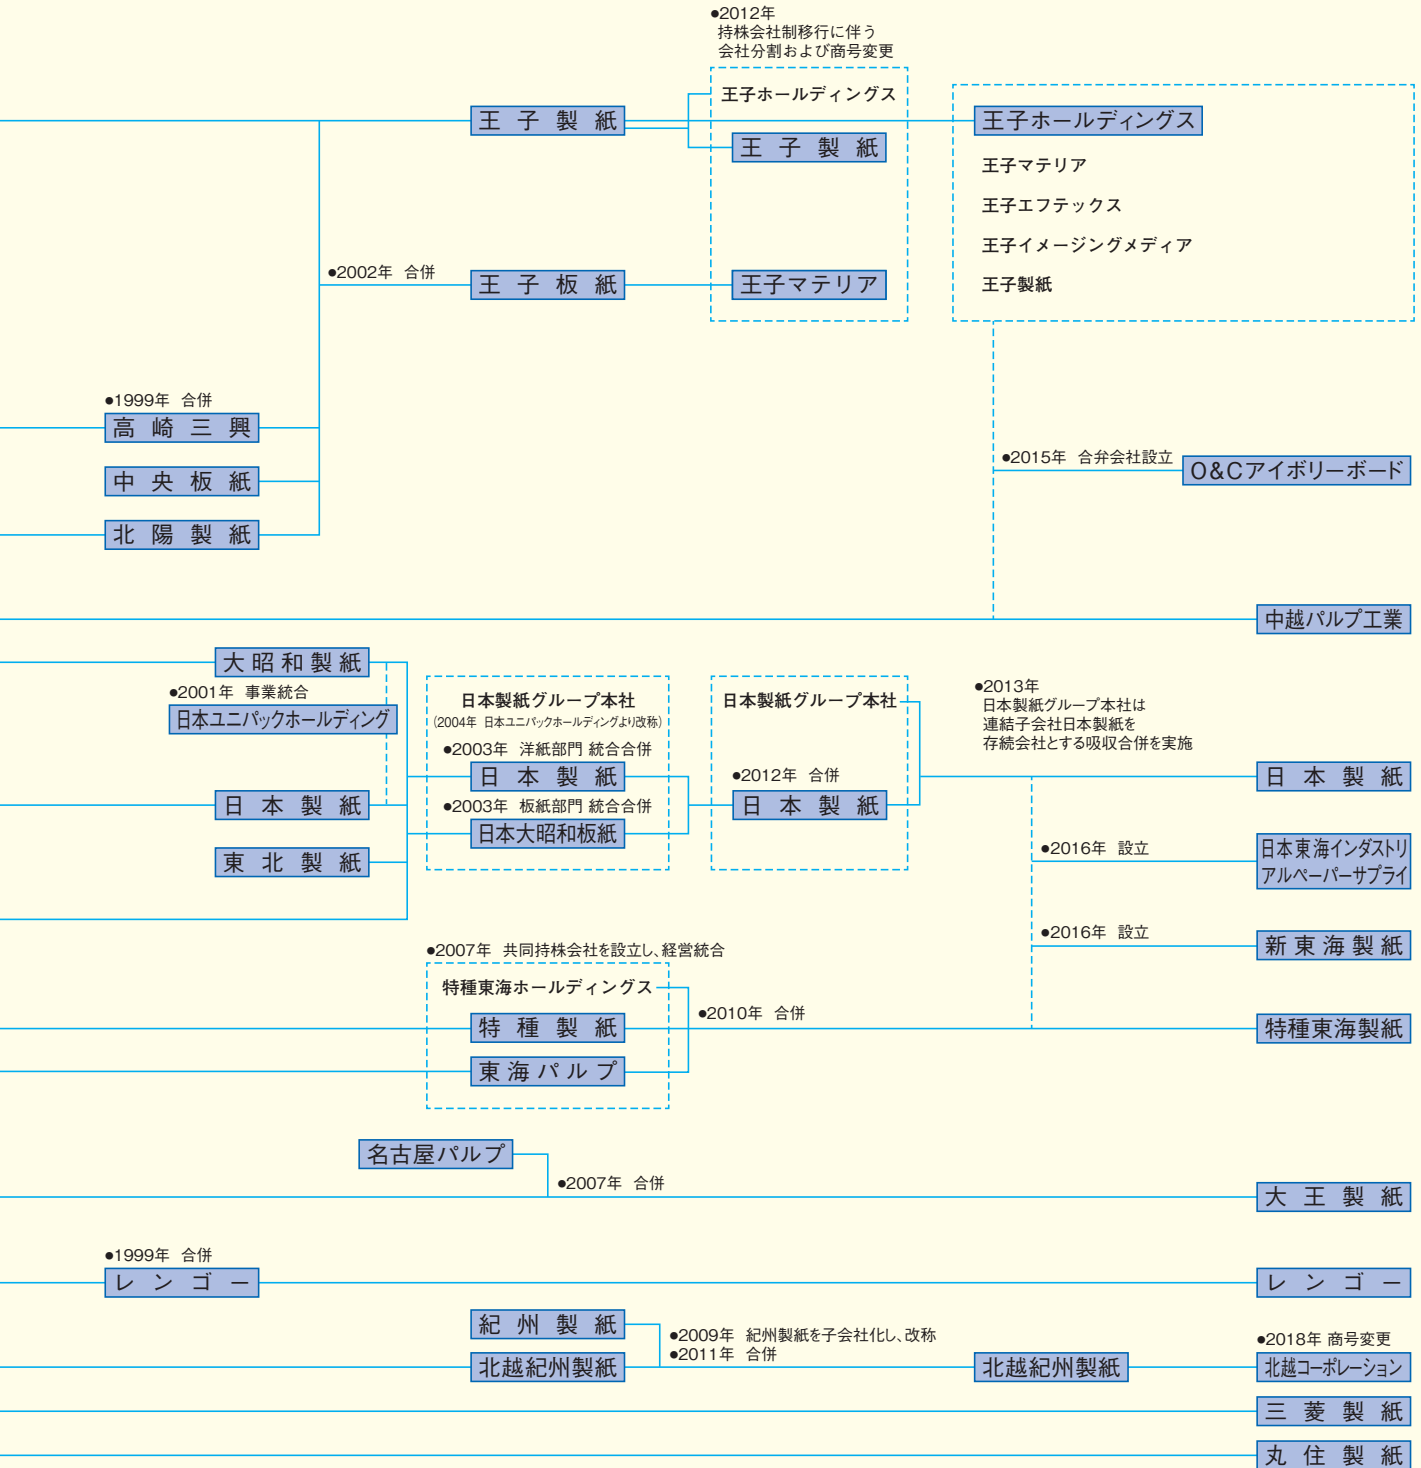 ●2012年
持株会社制移行に伴う
会社分割および商号変更
王子ホールディングス
王子製紙
王子ホールディングス
王子製紙
王子マテリア
王子エフテックス
王子イメージングメディア
王子製紙
●2002年 合併
王子板紙
王子マテリア
●1999年 合併
高崎三興
中央板紙
北陽製紙
●2015年 合弁会社設立
O&Cアイボリーボード
中越パルプ工業
大昭和製紙
●2001年 事業統合
日本ユニパックホールディング
日本製紙
東北製紙
日本製紙グループ本社
(2004年 日本ユニパックホールディングより改称)
●2003年 洋紙部門 統合合併
日本製紙
●2003年 板紙部門 統合合併
日本大昭和板紙
日本製紙グループ本社
●2012年 合併
日本製紙
●2013年
日本製紙グループ本社は
連結子会社日本製紙を
存続会社とする吸収合併を実施
日本製紙
●2016年 設立
日本東海インダストリ
アルペーパーサプライ
●2016年 設立
新東海製紙
●2007年 共同持株会社を設立し、経営統合
特種東海ホールディングス
●2010年 合併
特種製紙
特種東海製紙
東海パルプ
名古屋パルプ
●2007年 合併
大王製紙
●1999年 合併
レンゴー
レンゴー
紀州製紙
●2009年 紀州製紙を子会社化し、改称
●2011年 合併
北越紀州製紙
北越紀州製紙
●2018年 商号変更
北越コーポレーション
三菱製紙
丸住製紙